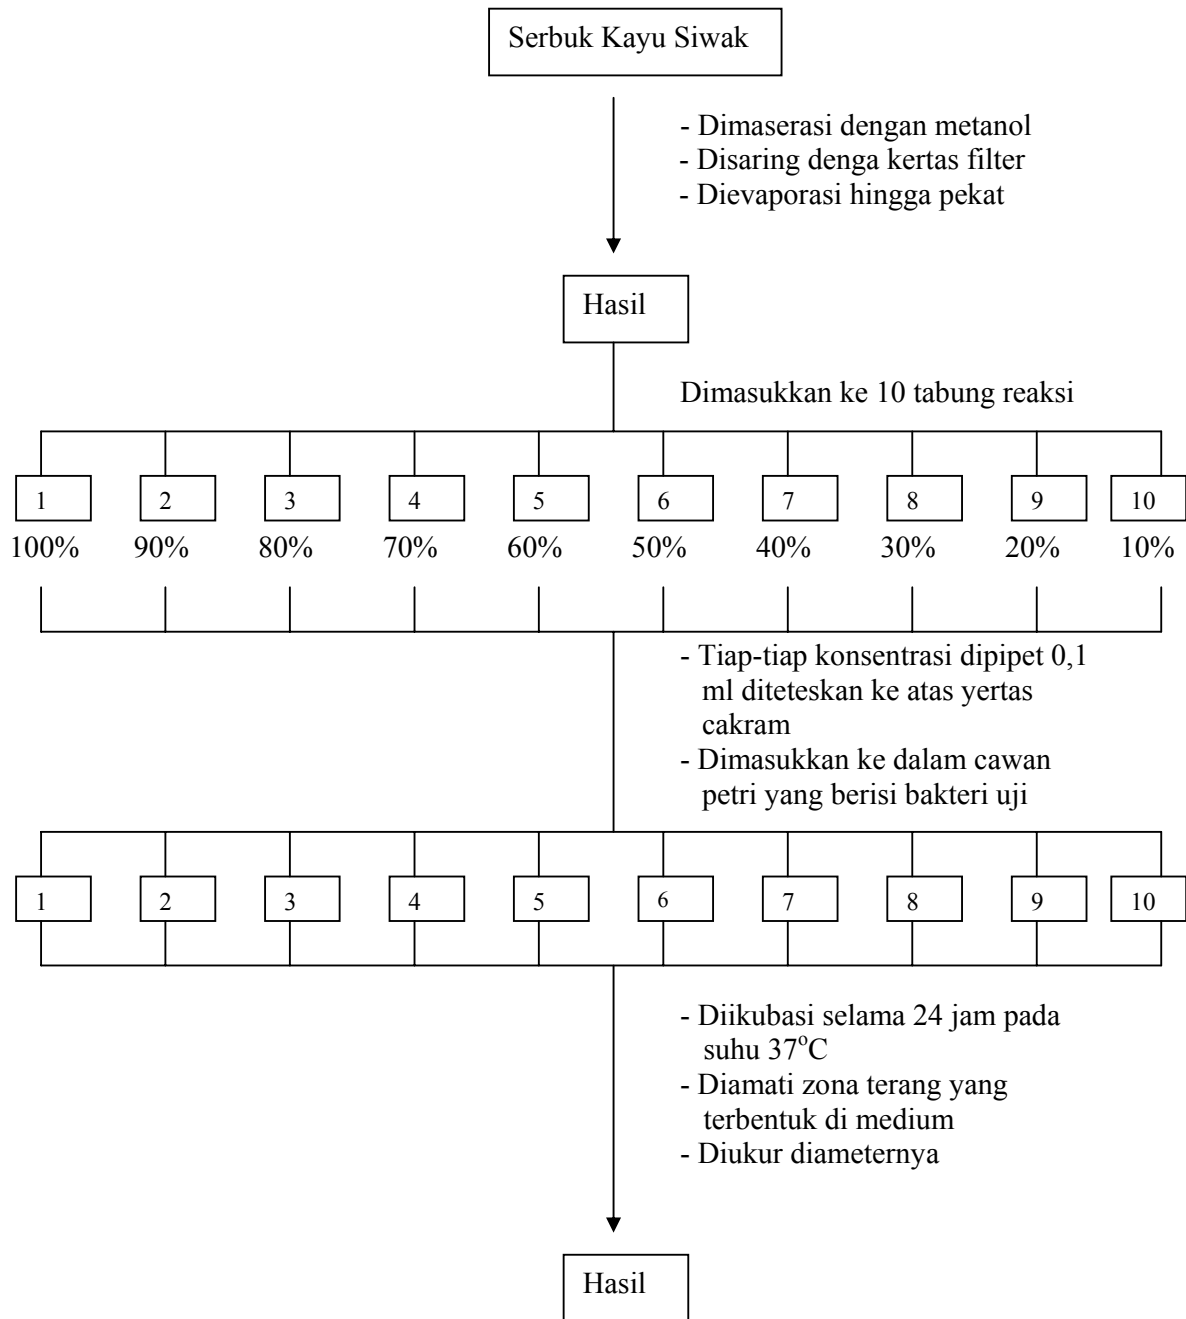 Serbuk Kayu Siwak
- Dimaserasi dengan metanol
- Disaring denga kertas filter
- Dievaporasi hingga pekat
Hasil
Dimasukkan ke 10 tabung reaksi
1 2 3 4 5 6 7 8 9 10
100% 90% 80% 70% 60% 50% 40% 30% 20% 10%
- Tiap-tiap konsentrasi dipipet 0,1
ml diteteskan ke atas yertas
cakram
- Dimasukkan ke dalam cawan
petri yang berisi bakteri uji
1 2 3 4 5 6 7 8 9 10
- Diikubasi selama 24 jam pada
suhu 37°C
- Diamati zona terang yang
terbentuk di medium
- Diukur diameternya
Hasil